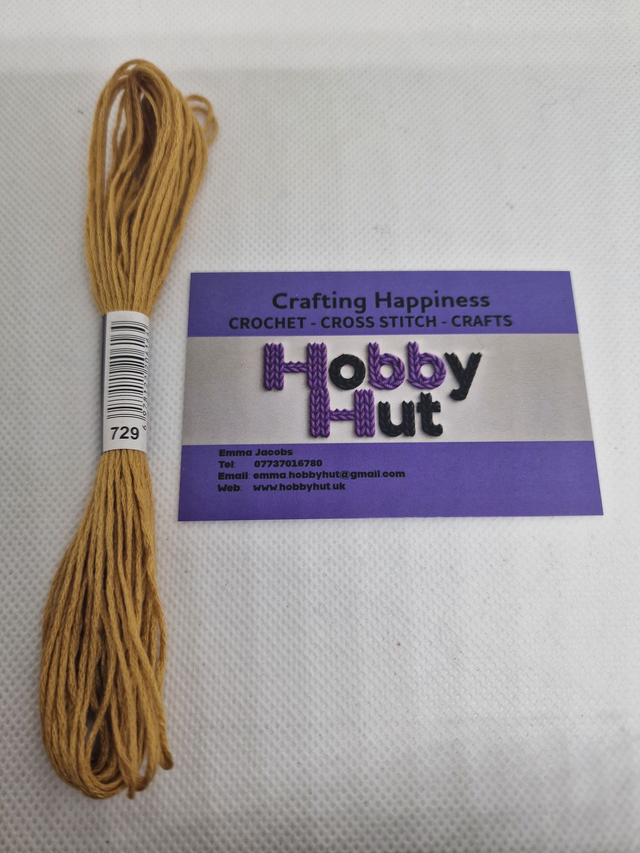 729
Crafting Happiness
CROCHET - CROSS STITCH - CRAFTS
Hobby
Hut
Emma Jacobs
Tel: 07737016780
Email: emma.hobbyhut@gmail.com
Web: www.hobbyhut.uk